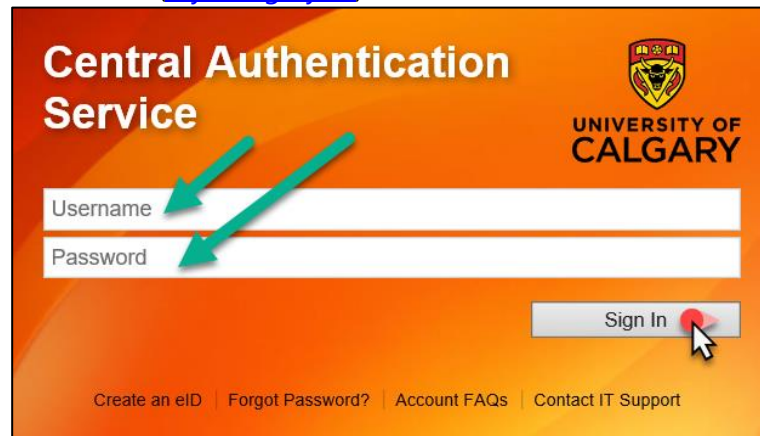 Central Authentication
Service
UNIVERSITY OF
CALGARY
Username
Password
Sign In
Create an eID | Forgot Password? | Account FAQs | Contact IT Support